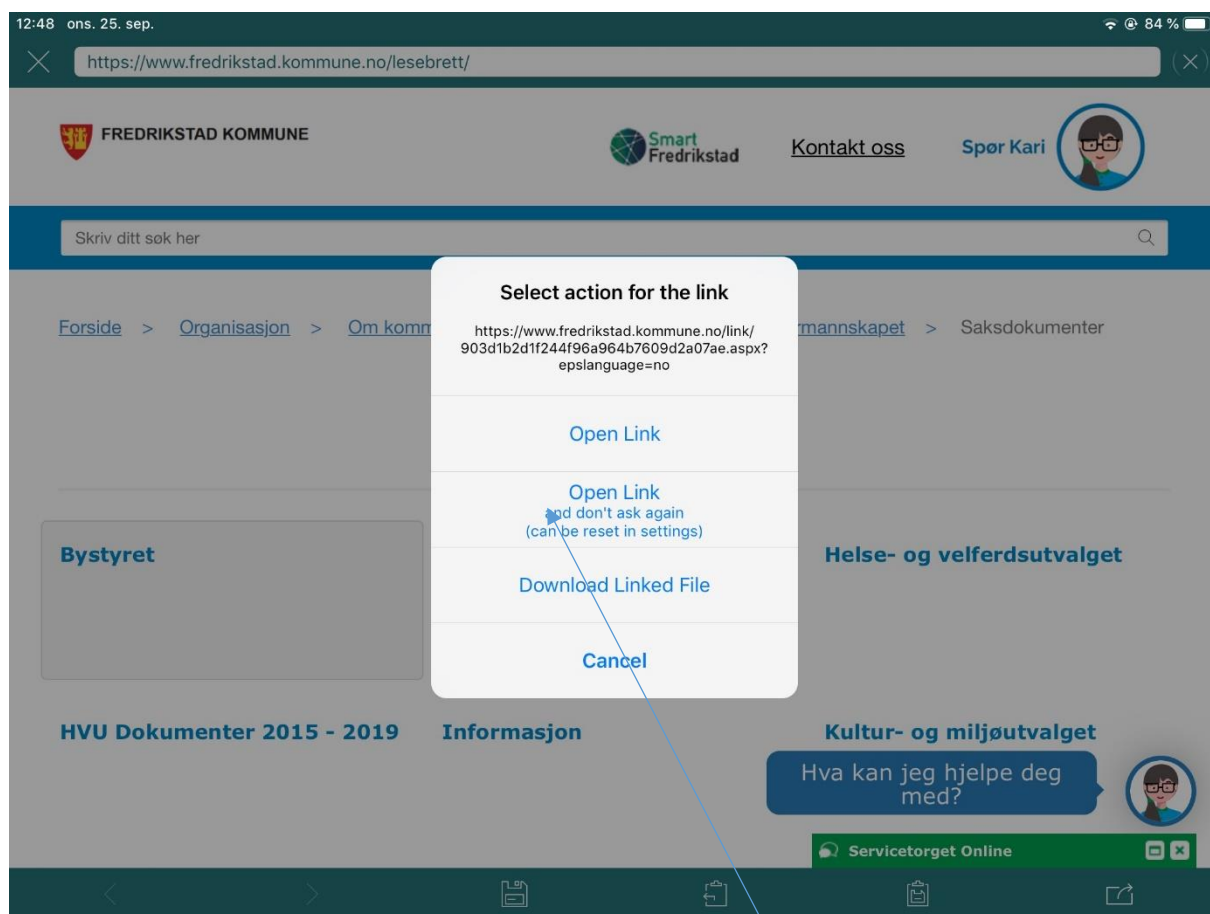 12:48 ons. 25. sep.
84 %
https://www.fredrikstad.kommune.no/lesebrett/
FREDRIKSTAD KOMMUNE
Smart
Fredrikstad
Kontakt oss
Spør Kari
Skriv ditt søk her
Select action for the link
https://www.fredrikstad.kommune.no/link/
903d1b2d1f244f96a964b7609d2a07ae.aspx?
epslanguage=no
Forside > Organisasjon > Om komm
rmannskapet > Saksdokumenter
Open Link
Open Link
and don't ask again
(can be reset in settings)
Download Linked File
Cancel
Bystyret
Helse- og velferdsutvalget
HVU Dokumenter 2015 - 2019
Informasjon
Kultur- og miljøutvalget
Hva kan jeg hjelpe deg
med?
Servicetorget Online